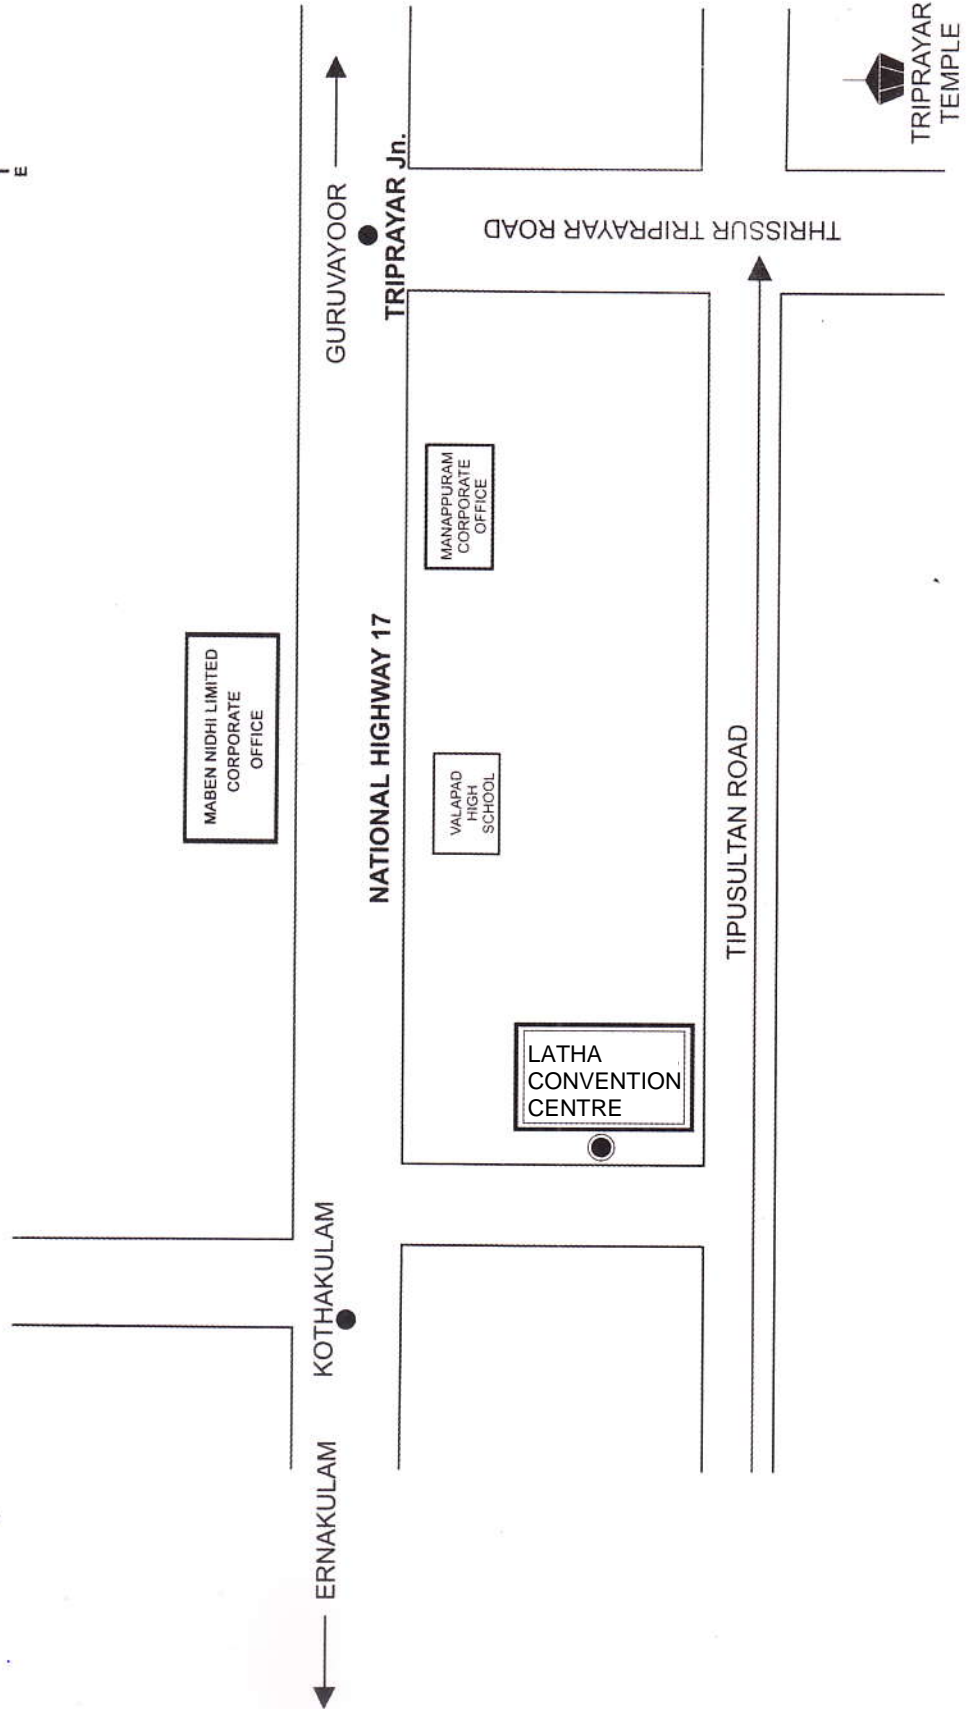 E
GURUVAYOOR
TRIPRAYAR Jn.
THRISSUR TRIPRAYAR ROAD
TRIPRAYAR
TEMPLE
MABEN NIDHI LIMITED
CORPORATE
OFFICE
NATIONAL HIGHWAY 17
MANAPPURAM
CORPORATE
OFFICE
VALAPAD
HIGH
SCHOOL
TIPUSULTAN ROAD
LATHA
CONVENTION
CENTRE
KOTHAKULAM
ERNAKULAM